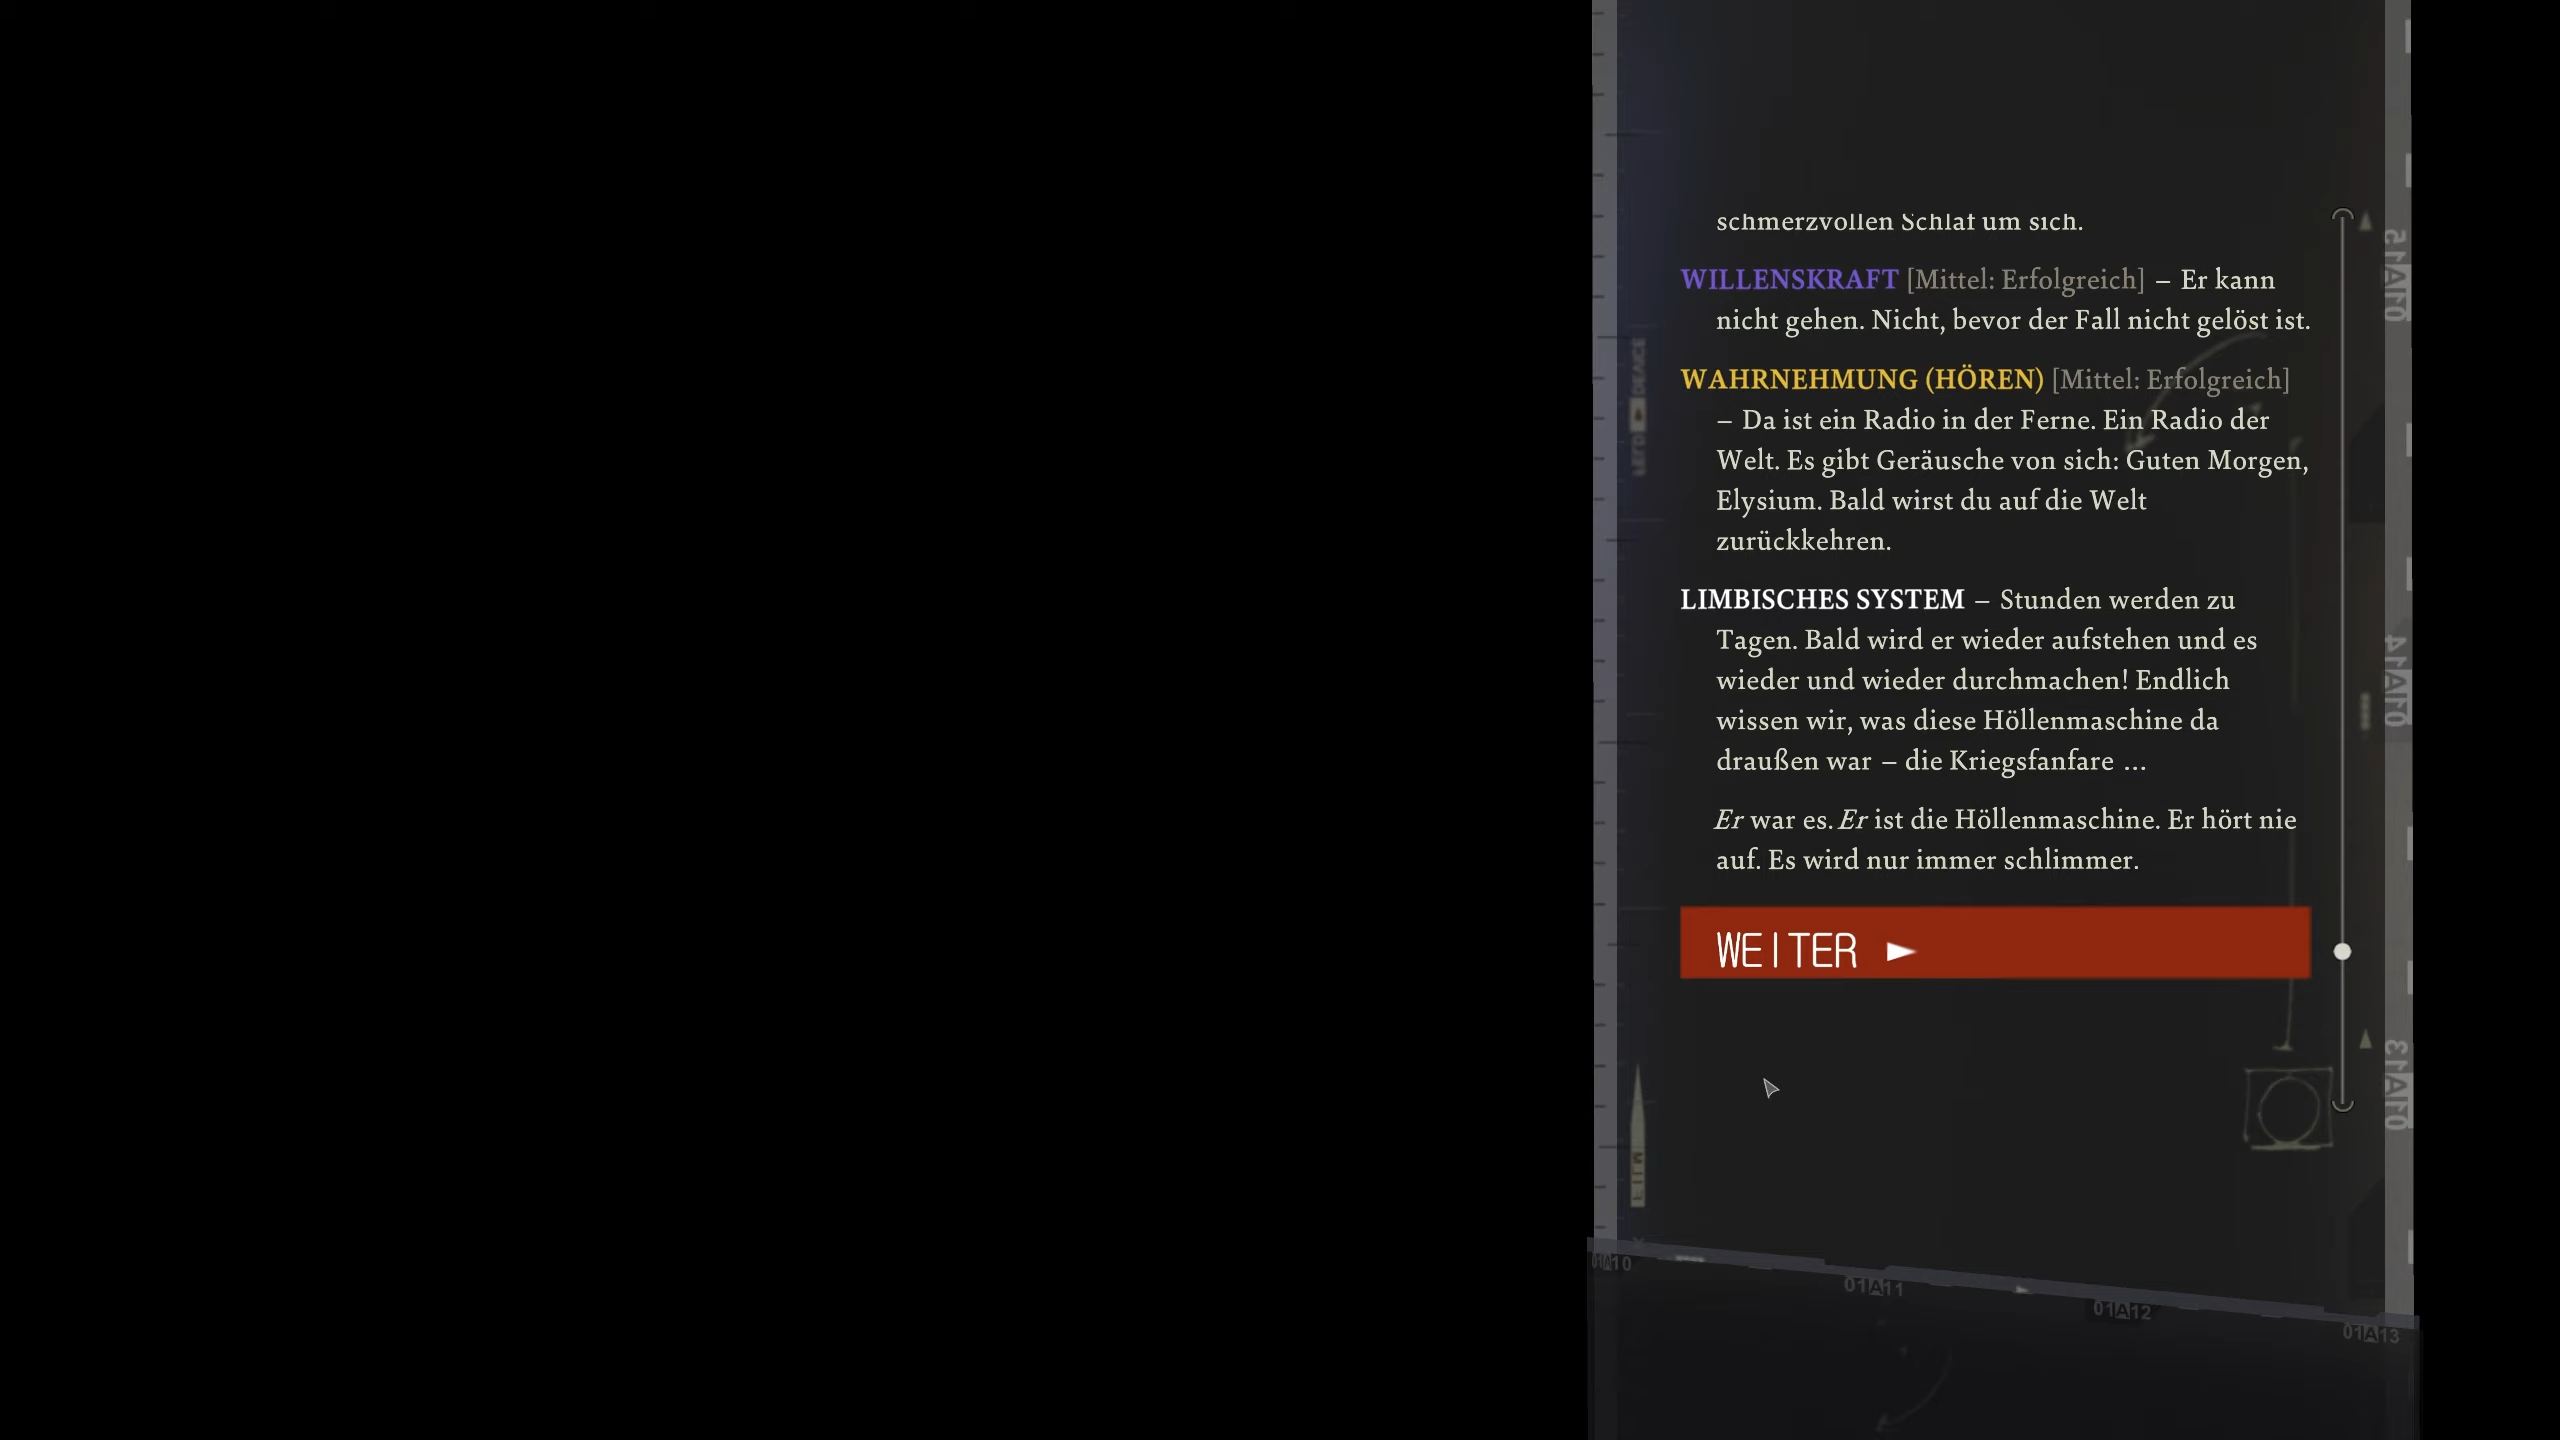 schmerzvollen Schlaf um sich.
WILLENSKRAFT [Mittel: Erfolgreich] – Er kann
nicht gehen. Nicht, bevor der Fall nicht gelöst ist.
WAHRNEHMUNG (HÖREN) [Mittel: Erfolgreich]
– Da ist ein Radio in der Ferne. Ein Radio der
Welt. Es gibt Geräusche von sich: Guten Morgen,
Elysium. Bald wirst du auf die Welt
zurückkehren.
LIMBISCHES SYSTEM – Stunden werden zu
Tagen. Bald wird er wieder aufstehen und es
wieder und wieder durchmachen! Endlich
wissen wir, was diese Höllenmaschine da
draußen war – die Kriegsfanfare ...
Er war es. Er ist die Höllenmaschine. Er hört nie
auf. Es wird nur immer schlimmer.
WEITER
01A15
01A14
01A13
01A11
01A12
01A13